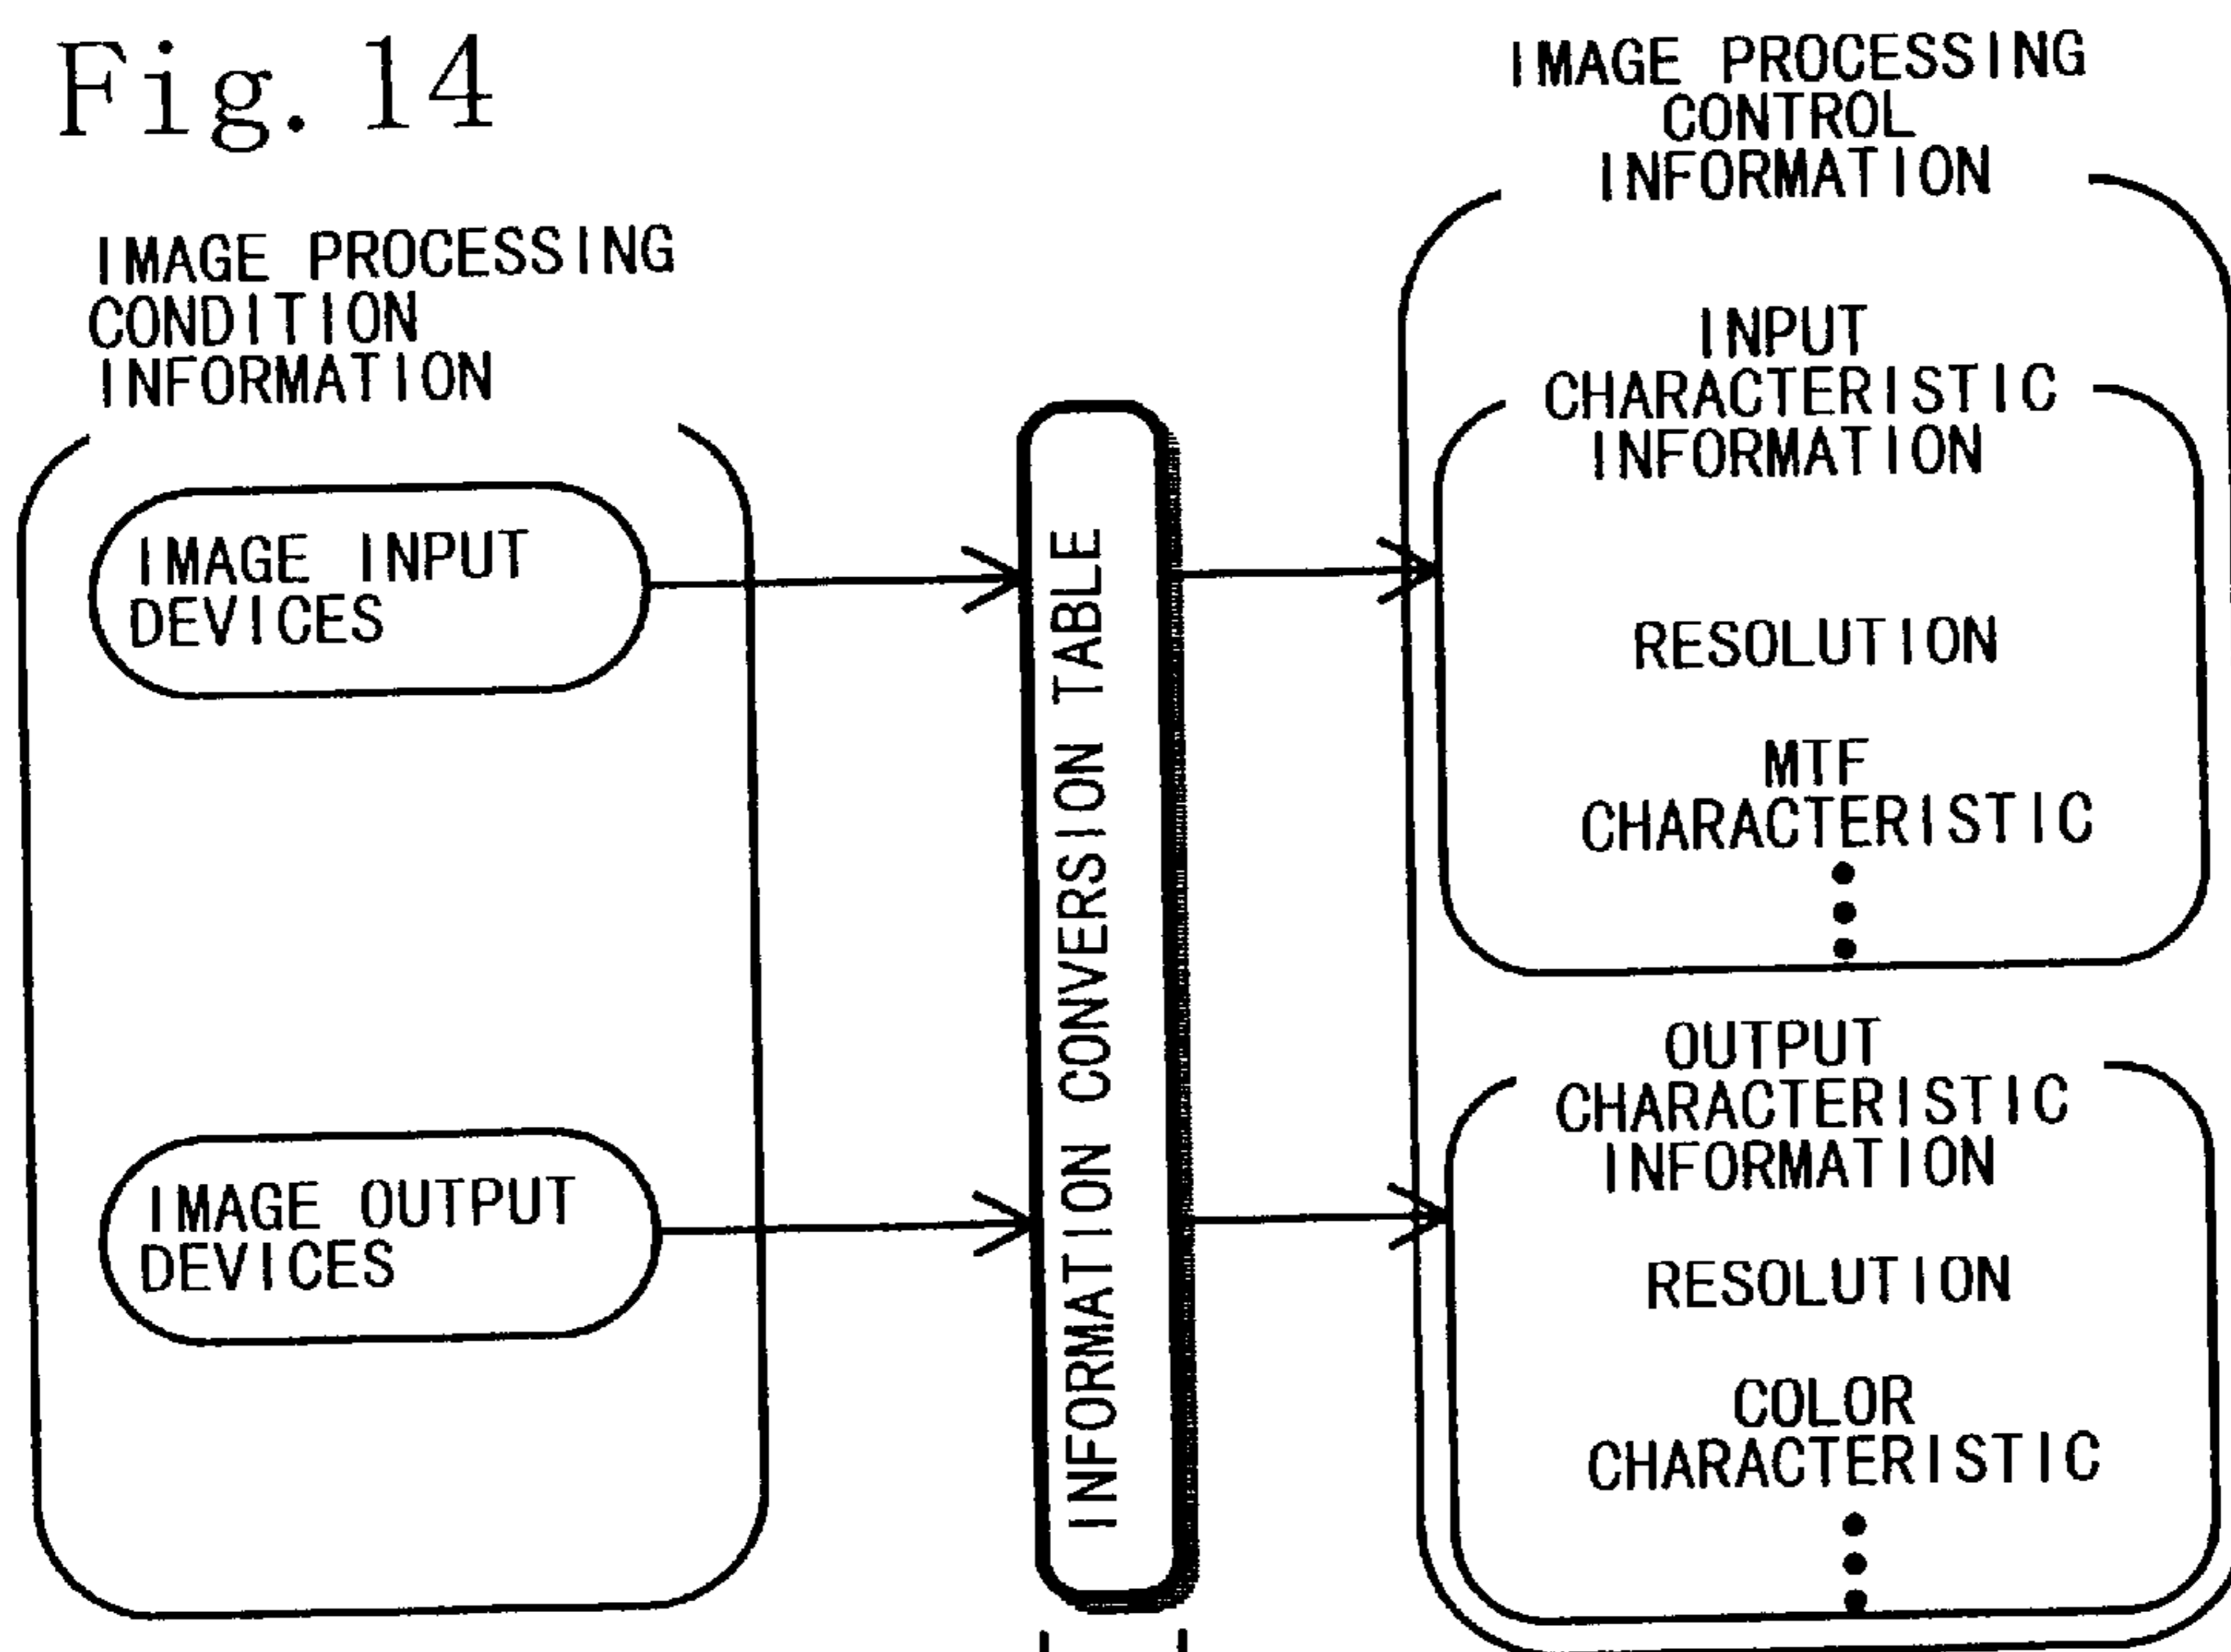 Fig. 14
IMAGE PROCESSING
CONDITION
INFORMATION
IMAGE INPUT
DEVICES
IMAGE OUTPUT
DEVICES
INFORMATION CONVERSION TABLE
IMAGE PROCESSING
CONTROL
INFORMATION
INPUT
CHARACTERISTIC
INFORMATION
RESOLUTION
MTF
CHARACTERISTIC
OUTPUT
CHARACTERISTIC
INFORMATION
RESOLUTION
COLOR
CHARACTERISTIC